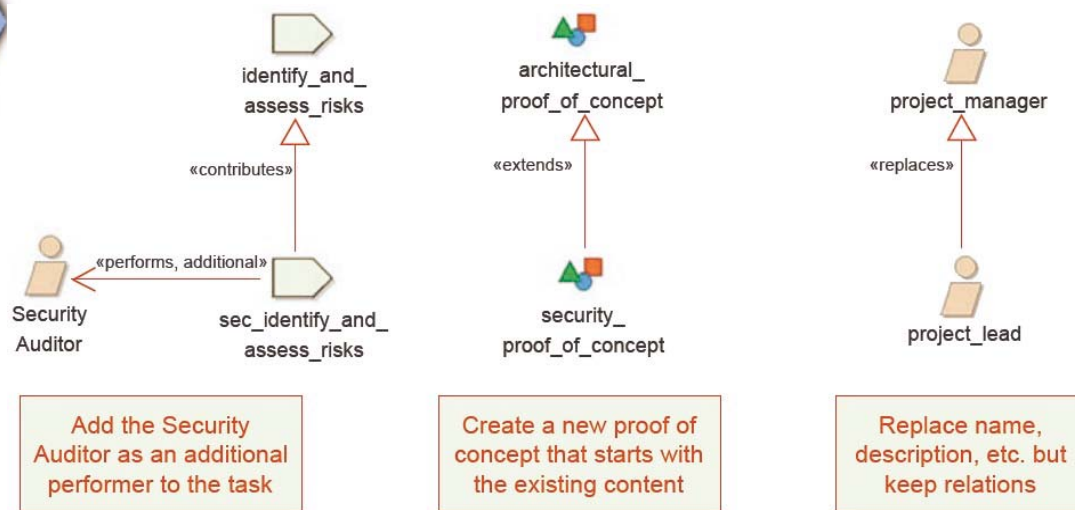 identify_and_
assess_risks
«contributes»
«performs, additional»
Security
Auditor
sec_identify_and_
assess_risks
Add the Security
Auditor as an additional
performer to the task
architectural_
proof_of_concept
«extends»
security_
proof_of_concept
Create a new proof of
concept that starts with
the existing content
project_manager
«replaces»
project_lead
Replace name,
description, etc. but
keep relations